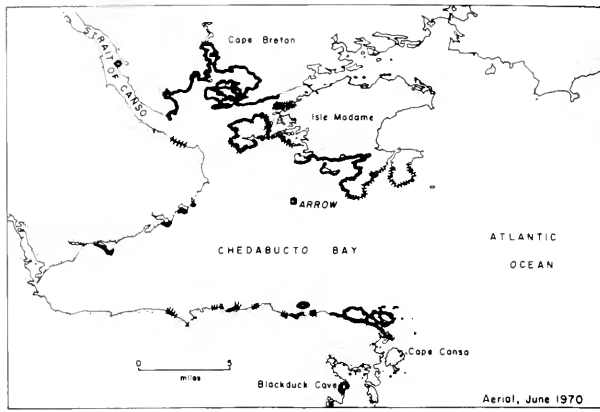 Cape Breton
STRAIT OF CANSO
Isle Madame
ARROW
CHEDABUCTO BAY
ATLANTIC
OCEAN
0 5
miles
Cape Canso
Blackduck Cove
Aerial, June 1970